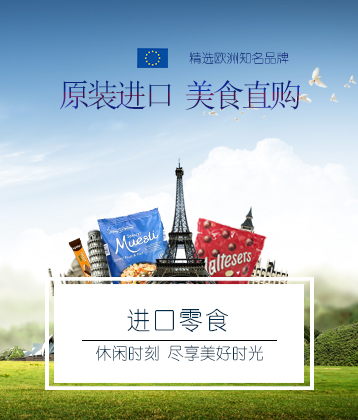 精选欧洲知名品牌
原装进口 美食直购
Muesli
altesers
进口零食
休闲时刻 尽享美好时光